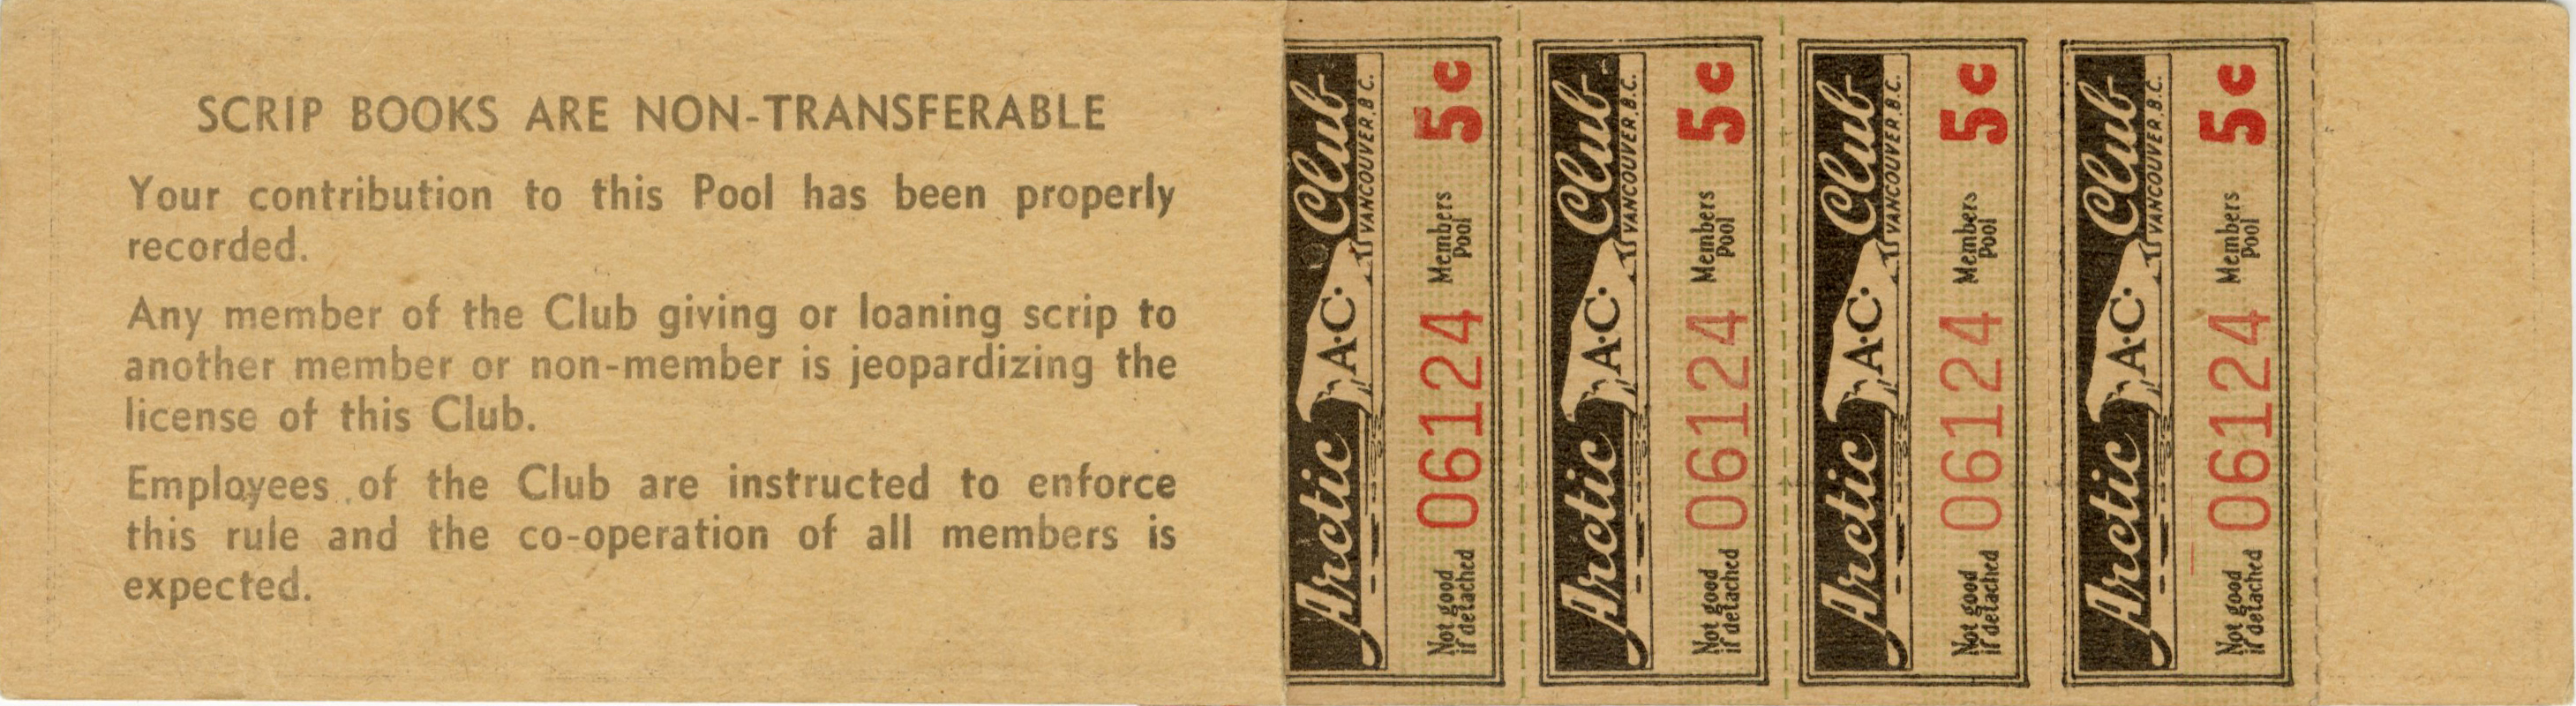 SCRIP BOOKS ARE NON-TRANSFERABLE
Your contribution to this Pool has been properly
recorded.
Any member of the Club giving or loaning scrip to
another member or non-member is jeopardizing the
license of this Club.
Employees of the Club are instructed to enforce
this rule and the co-operation of all members is
expected.
Arctic A.C. Club
VANCOUVER, B.C.
Not good
if detached
06124
Members
Pool
5c
Arctic A.C. Club
VANCOUVER, B.C.
Not good
if detached
06124
Members
Pool
5c
Arctic A.C. Club
VANCOUVER, B.C.
Not good
if detached
06124
Members
Pool
5c
Arctic A.C. Club
VANCOUVER, B.C.
Not good
if detached
06124
Members
Pool
5c